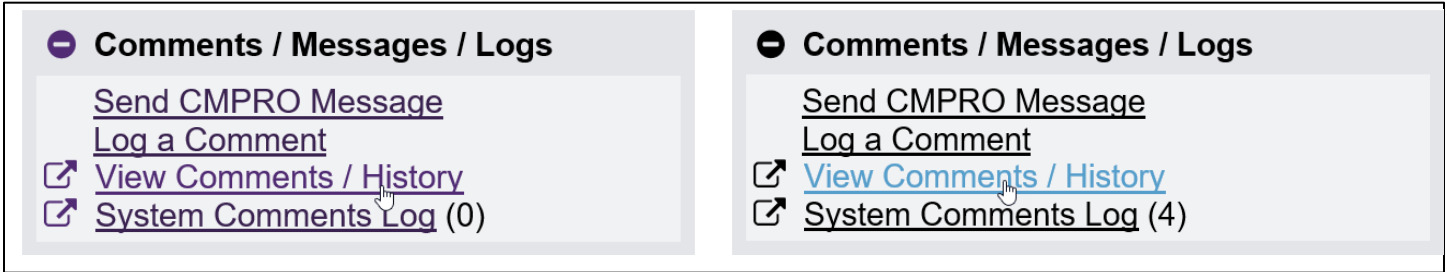 Comments / Messages / Logs
Send CMPRO Message
Log a Comment
View Comments / History
System Comments Log (0)
Comments / Messages / Logs
Send CMPRO Message
Log a Comment
View Comments / History
System Comments Log (4)